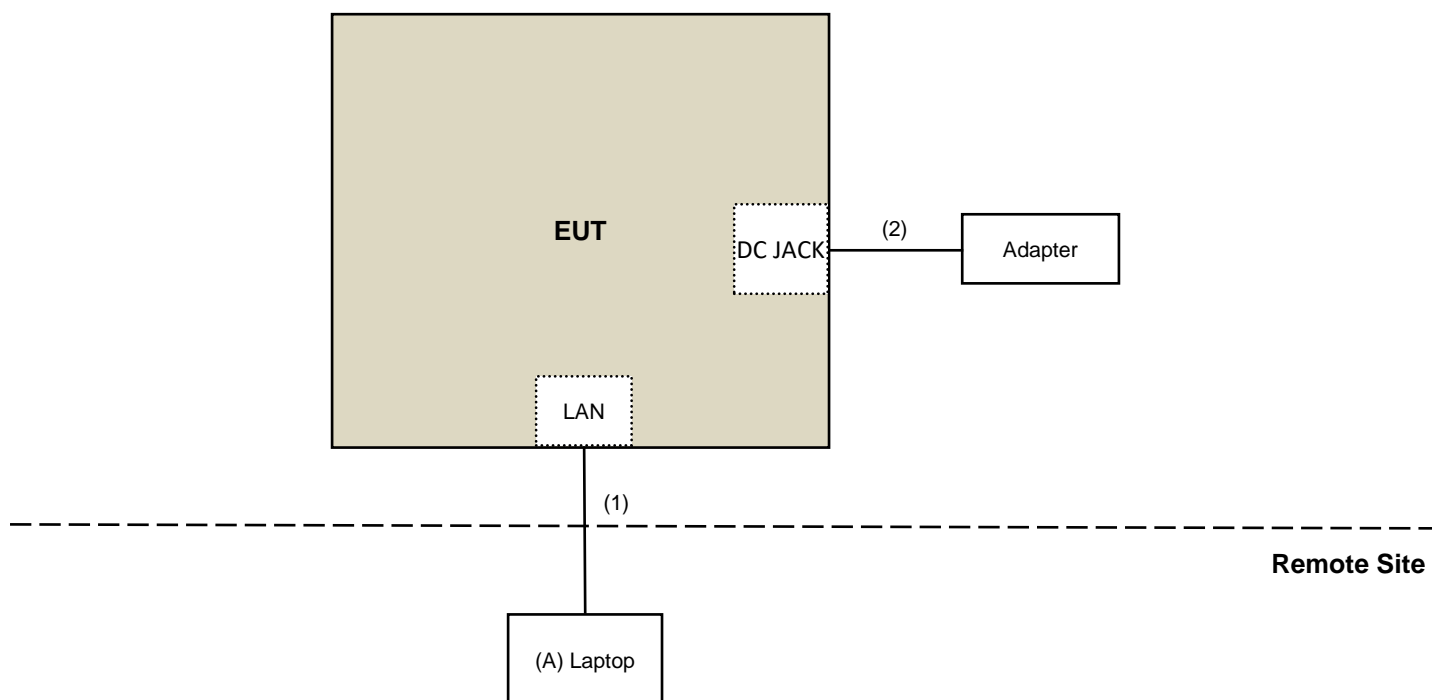 EUT
DC JACK
(2)
Adapter
LAN
(1)
Remote Site
(A) Laptop